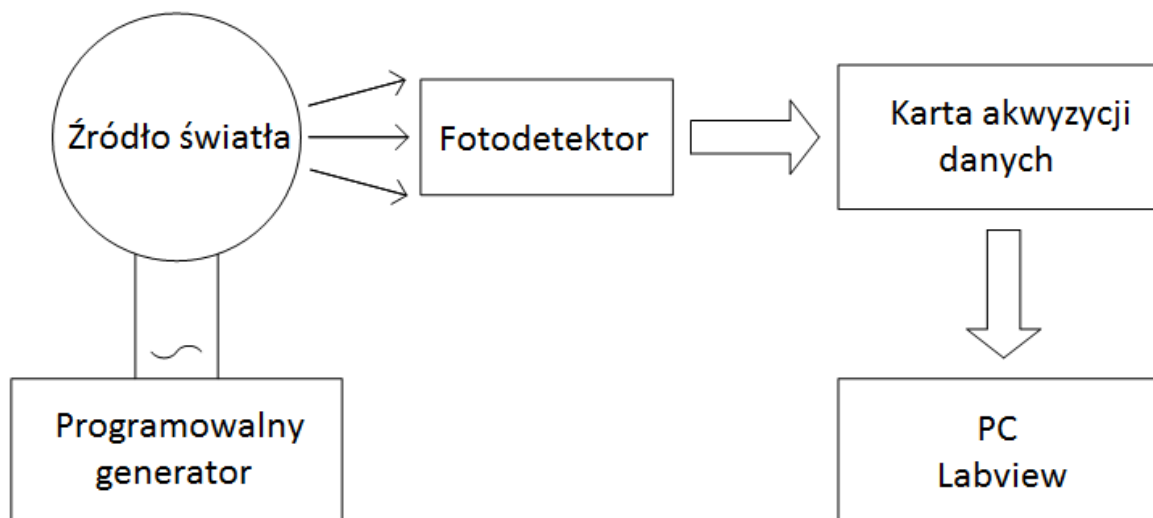 Źródło światła
Fotodetektor
Karta akwyzycji
danych
Programowalny
generator
PC
Labview